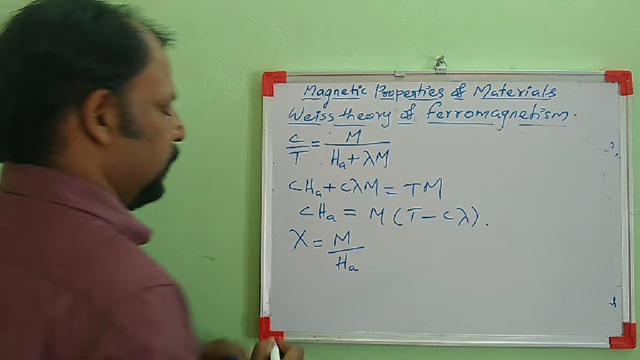 Magnetic Properties of Materials
Weiss theory of ferromagnetism.
C/T = M/(Ha + λM)
CHa + CλM = TM
CHa = M (T - Cλ).
χ = M/Ha